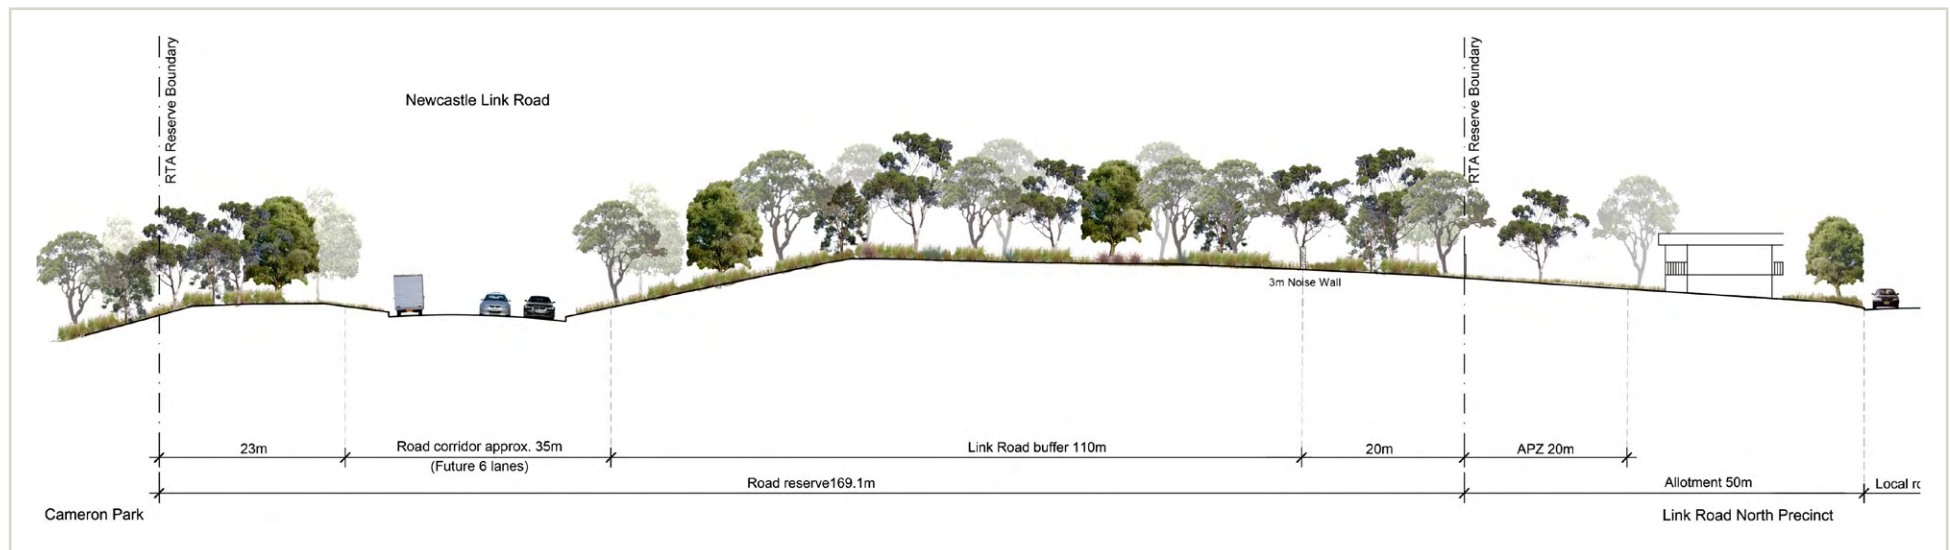 RTA Reserve Boundary
RTA Reserve Boundary
Newcastle Link Road
3m Noise Wall
23m
Road corridor approx. 35m
(Future 6 lanes)
Link Road buffer 110m
20m
APZ 20m
Road reserve169.1m
Allotment 50m
Local
Cameron Park
Link Road North Precinct